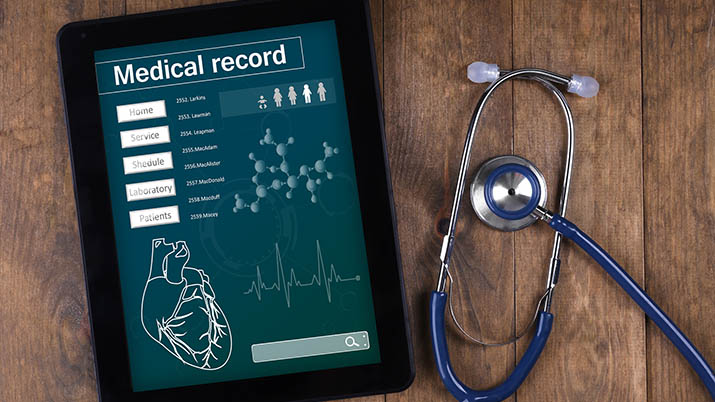 Medical record
Home
Service
Shedule
Laboratory
Patients
2552. Larkins
2553. Lawman
2554. Leapman
2555.MacAdam
2556.MacAlister
2557.MacDonald
2558.Macduff
2559.Macey